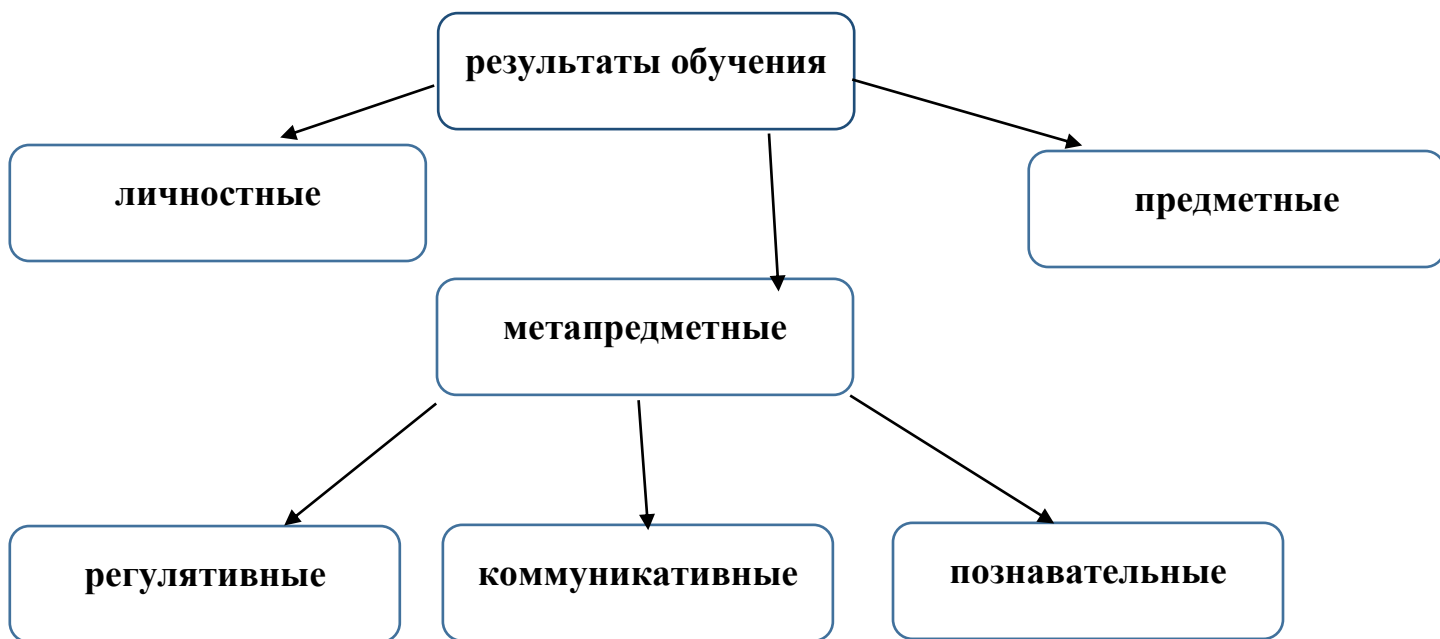 результаты обучения
личностные
предметные
метапредметные
регулятивные
коммуникативные
познавательные